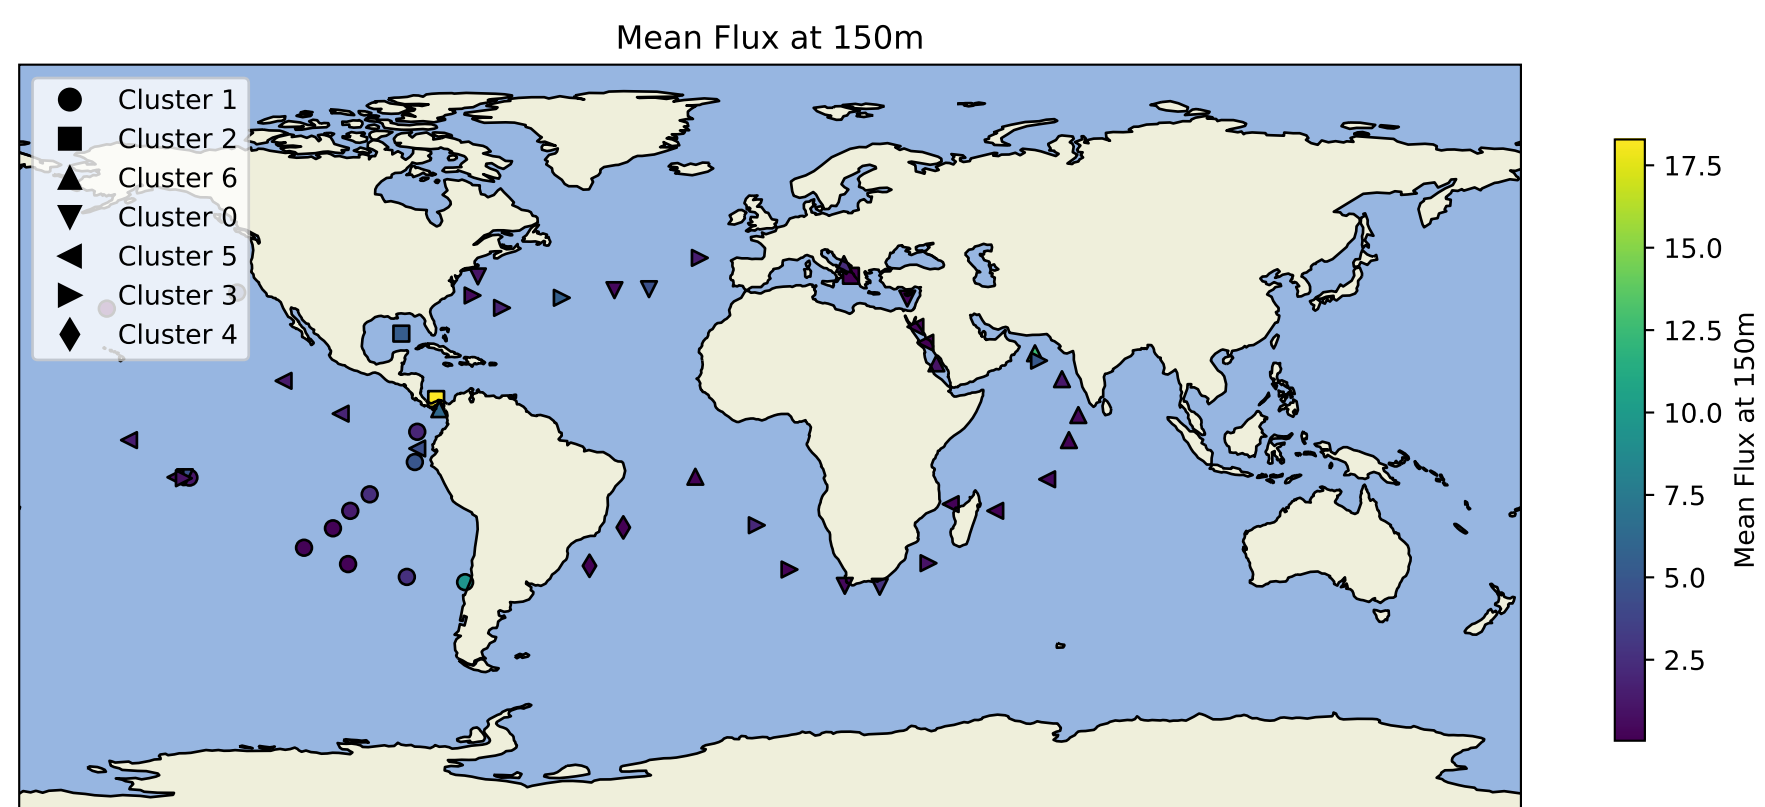 Mean Flux at 150m
Cluster 1
Cluster 2
Cluster 6
Cluster 0
Cluster 5
Cluster 3
Cluster 4
17.5
15.0
12.5
10.0
7.5
5.0
2.5
Mean Flux at 150m